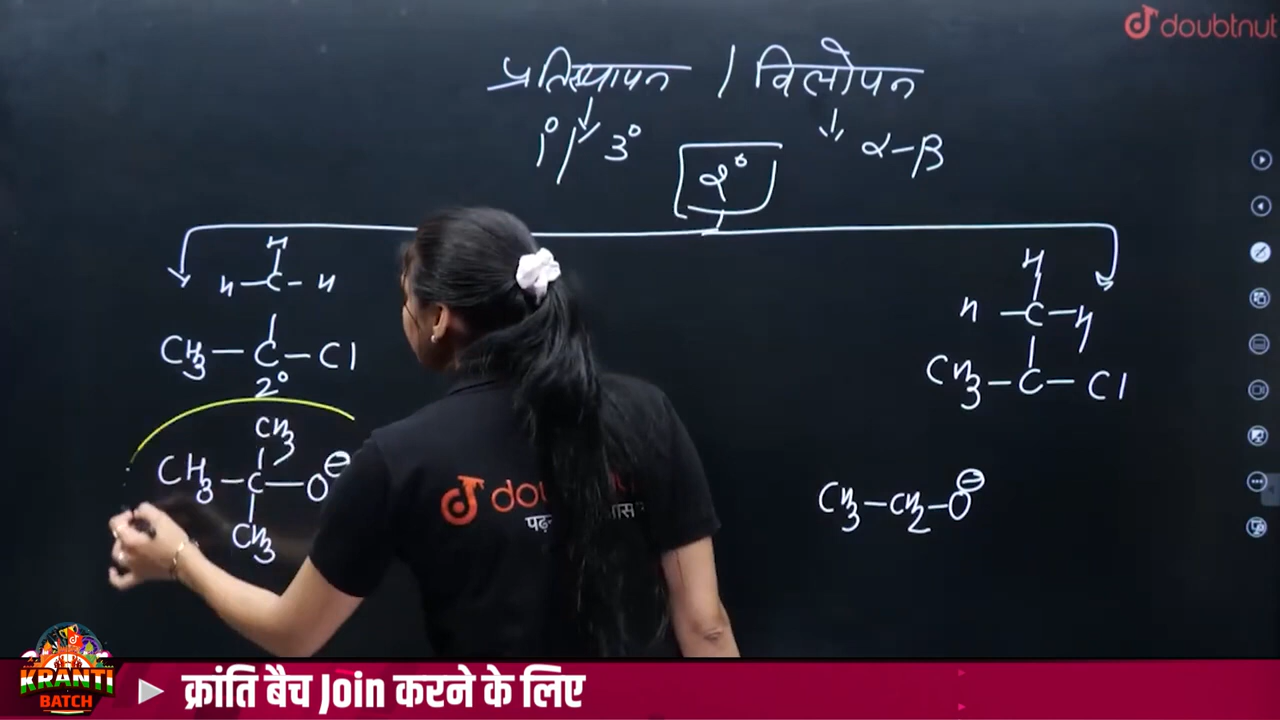 doubtnut
प्रतिस्थापन / विलोपन
1° / 3° α-β
2°
H
H - C - H
CH3 - C - Cl
2°
CH3
CH3 - C - O⊖
CH3
H
H - C - H
CH3 - C - Cl
CH3 - CH2 - O⊖
KRANTI
BATCH
क्रांति बैच Join करने के लिए